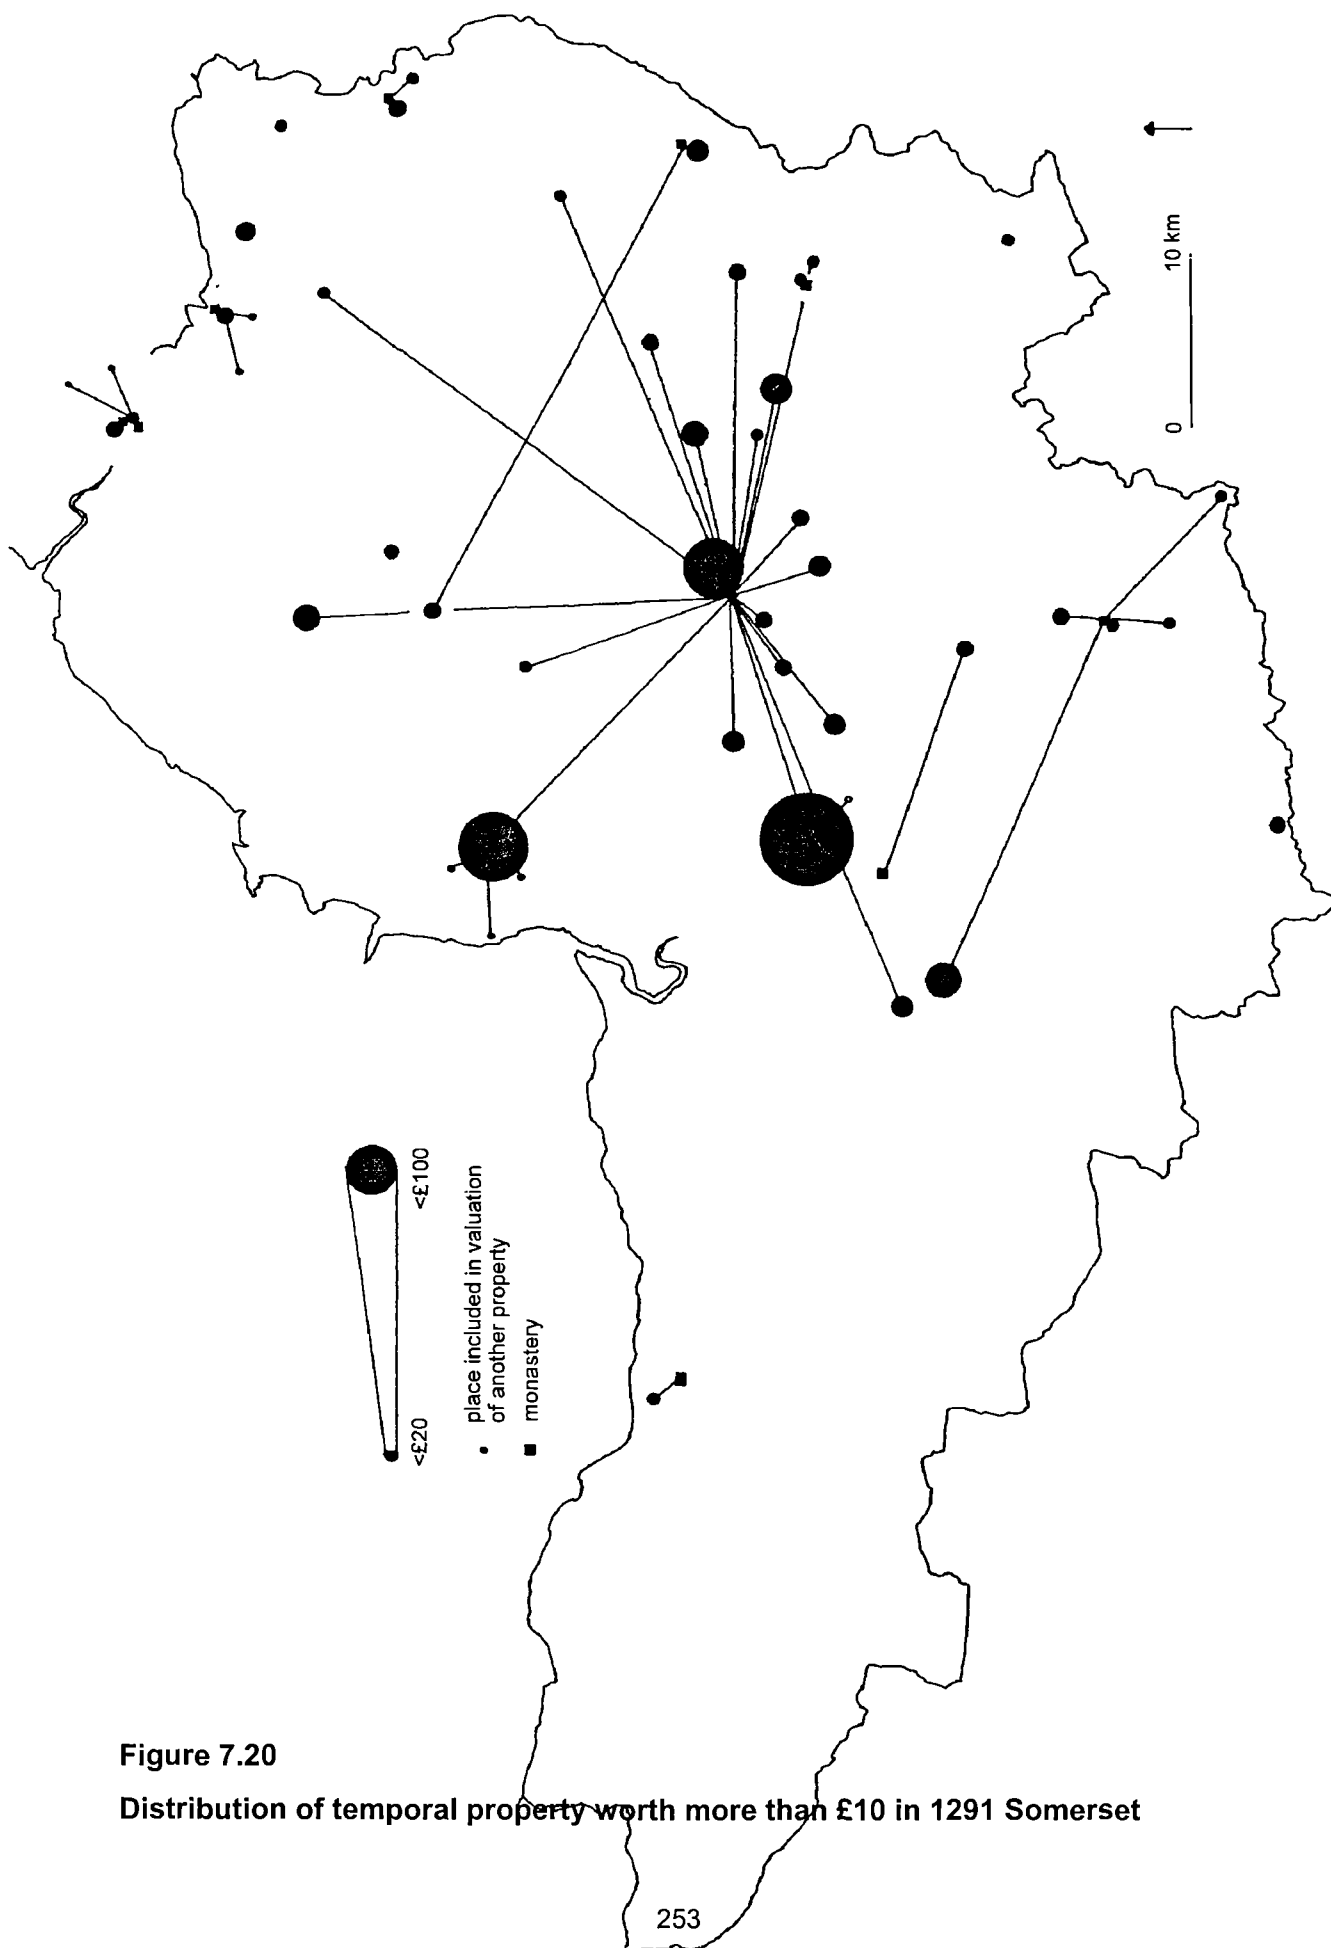 10 km
0
<£100
<£20
place included in valuation
of another property
monastery
Figure 7.20
Distribution of temporal property worth more than £10 in 1291 Somerset
253